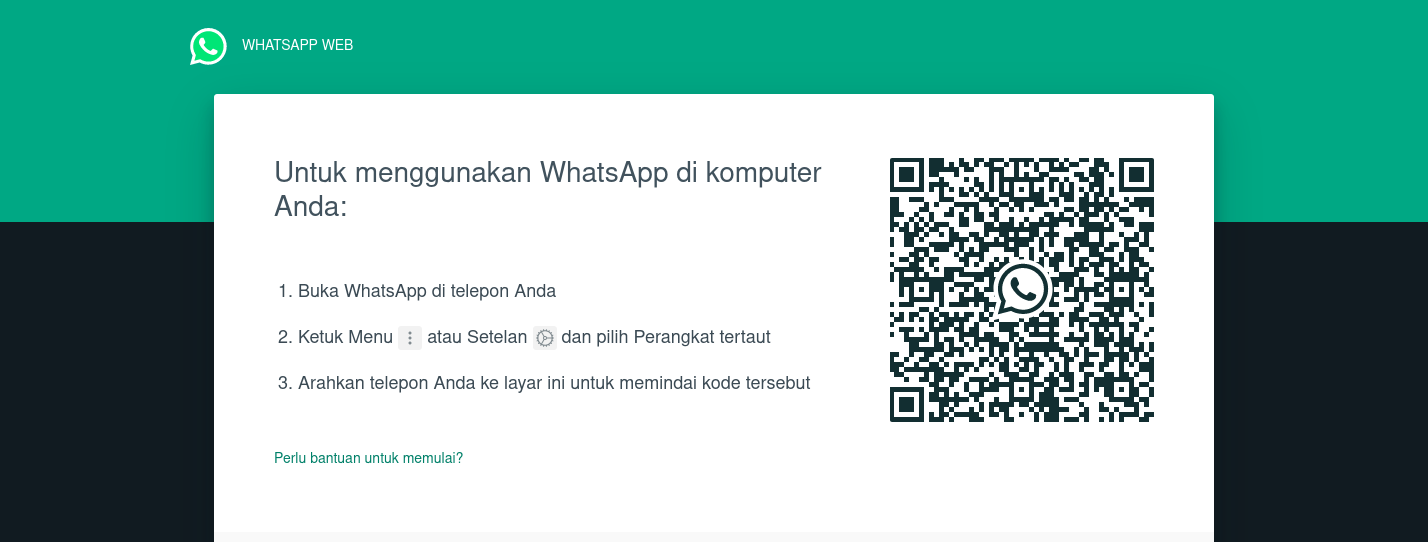 WHATSAPP WEB
Untuk menggunakan WhatsApp di komputer
Anda:
1. Buka WhatsApp di telepon Anda
2. Ketuk Menu atau Setelan dan pilih Perangkat tertaut
3. Arahkan telepon Anda ke layar ini untuk memindai kode tersebut
Perlu bantuan untuk memulai?